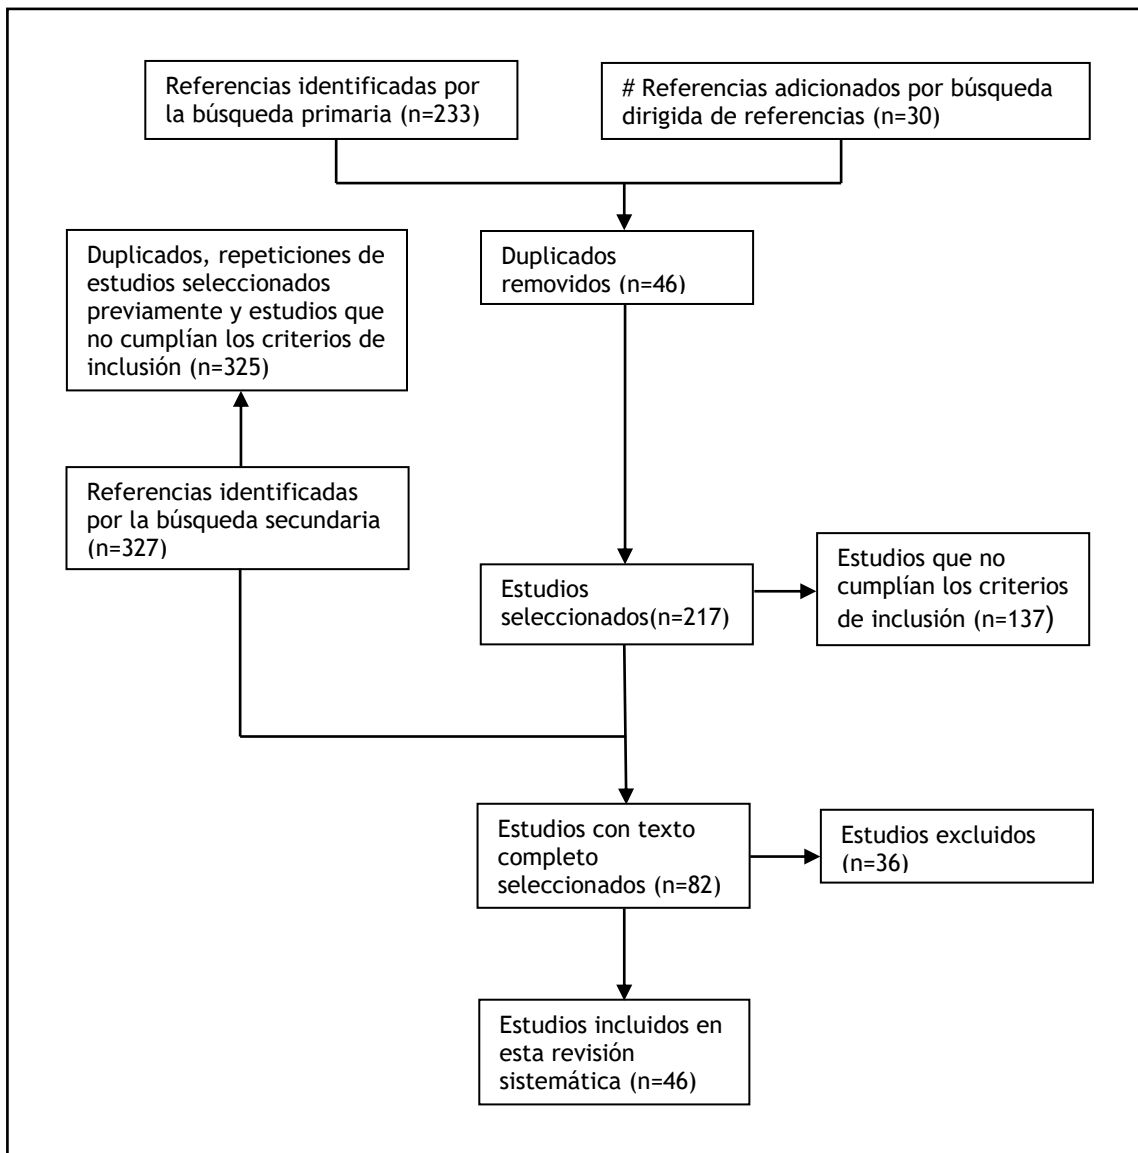 Referencias identificadas por
la búsqueda primaria (n=233)
# Referencias adicionados por búsqueda
dirigida de referencias (n=30)
Duplicados, repeticiones de
estudios seleccionados
previamente y estudios que
no cumplían los criterios de
inclusión (n=325)
Duplicados
removidos (n=46)
Referencias identificadas
por la búsqueda secundaria
(n=327)
Estudios
seleccionados(n=217)
Estudios que no
cumplían los criterios
de inclusión (n=137)
Estudios con texto
completo
seleccionados (n=82)
Estudios excluidos
(n=36)
Estudios incluidos en
esta revisión
sistemática (n=46)